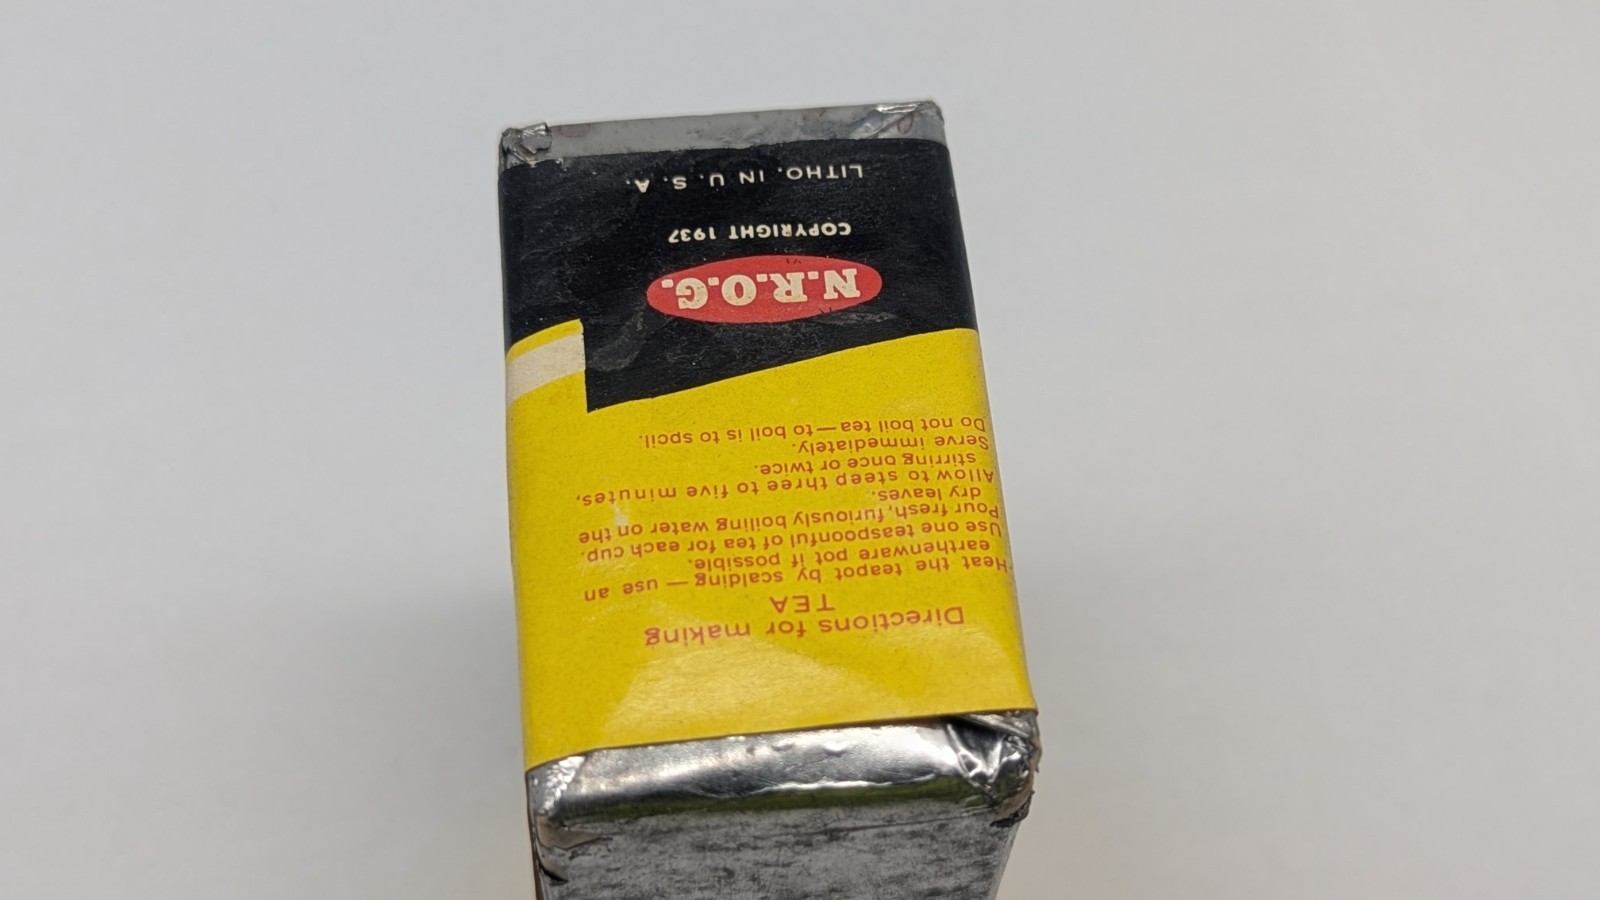 Directions for making
TEA
Heat the teapot by scalding — use an
earthenware pot if possible.
Use one teaspoonful of tea for each cup.
Pour fresh, furiously boiling water on the
dry leaves.
Allow to steep three to five minutes,
stirring once or twice.
Serve immediately.
Do not boil tea — to boil is to spoil.
N.R.O.G.
COPYRIGHT 1937
LITHO. IN U. S. A.